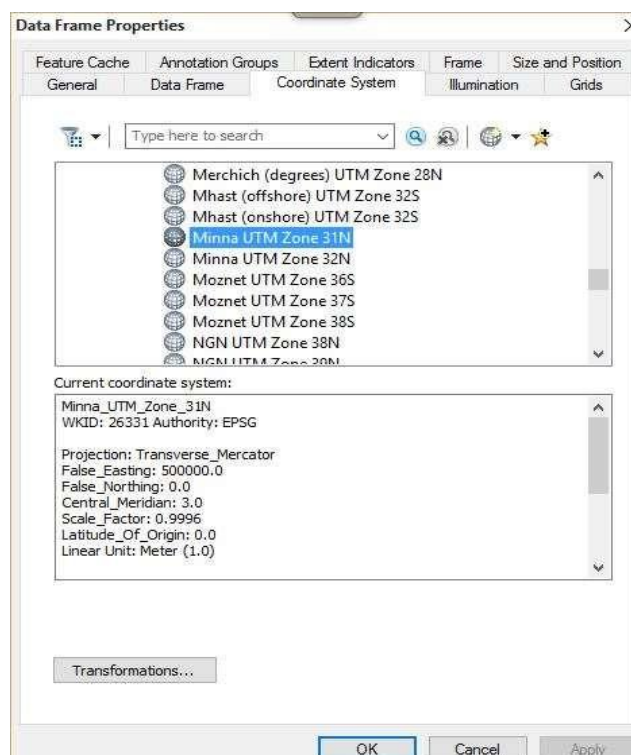 Data Frame Properties
Feature Cache Annotation Groups Extent Indicators Frame Size and Position
General Data Frame Coordinate System Illumination Grids
Type here to search
Merchich (degrees) UTM Zone 28N
Mhast (offshore) UTM Zone 32S
Mhast (onshore) UTM Zone 32S
Minna UTM Zone 31N
Minna UTM Zone 32N
Moznet UTM Zone 36S
Moznet UTM Zone 37S
Moznet UTM Zone 38S
NGN UTM Zone 38N
NGN UTM Zone 39N
Current coordinate system:
Minna_UTM_Zone_31N
WKID: 26331 Authority: EPSG
Projection: Transverse_Mercator
False_Easting: 500000.0
False_Northing: 0.0
Central_Meridian: 3.0
Scale_Factor: 0.9996
Latitude_Of_Origin: 0.0
Linear Unit: Meter (1.0)
Transformations...
OK Cancel Apply